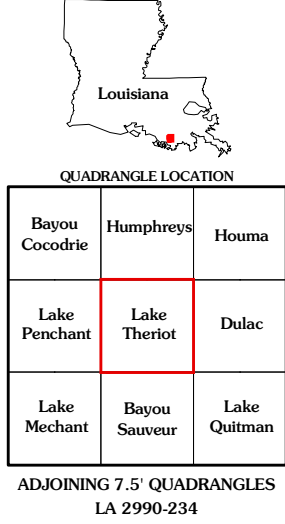 Louisiana
QUADRANGLE LOCATION
Bayou
Cocodrie
Humphreys
Houma
Lake
Penchant
Lake
Theriot
Dulac
Lake
Mechant
Bayou
Sauveur
Lake
Quitman
ADJOINING 7.5' QUADRANGLES
LA 2990-234